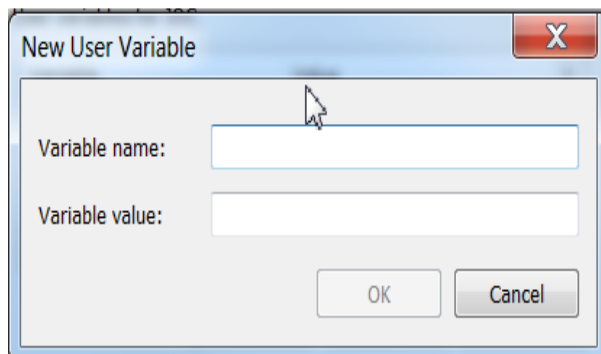 New User Variable
X
Variable name:
Variable value:
OK
Cancel